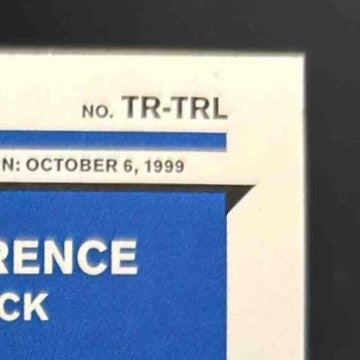 NO. TR-TRL
N: OCTOBER 6, 1999
RENCE
CK